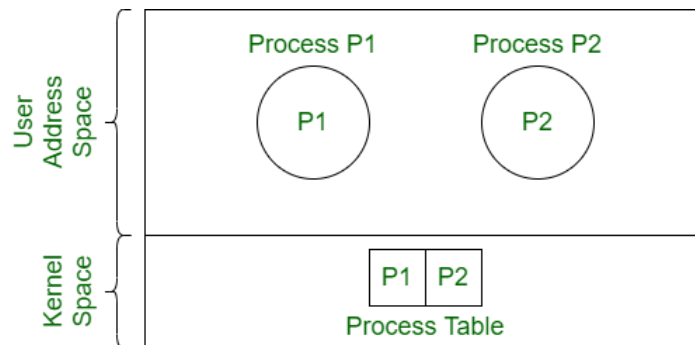 Process P1
Process P2
P1
P2
User
Address
Space
P1
P2
Kernel
Space
Process Table